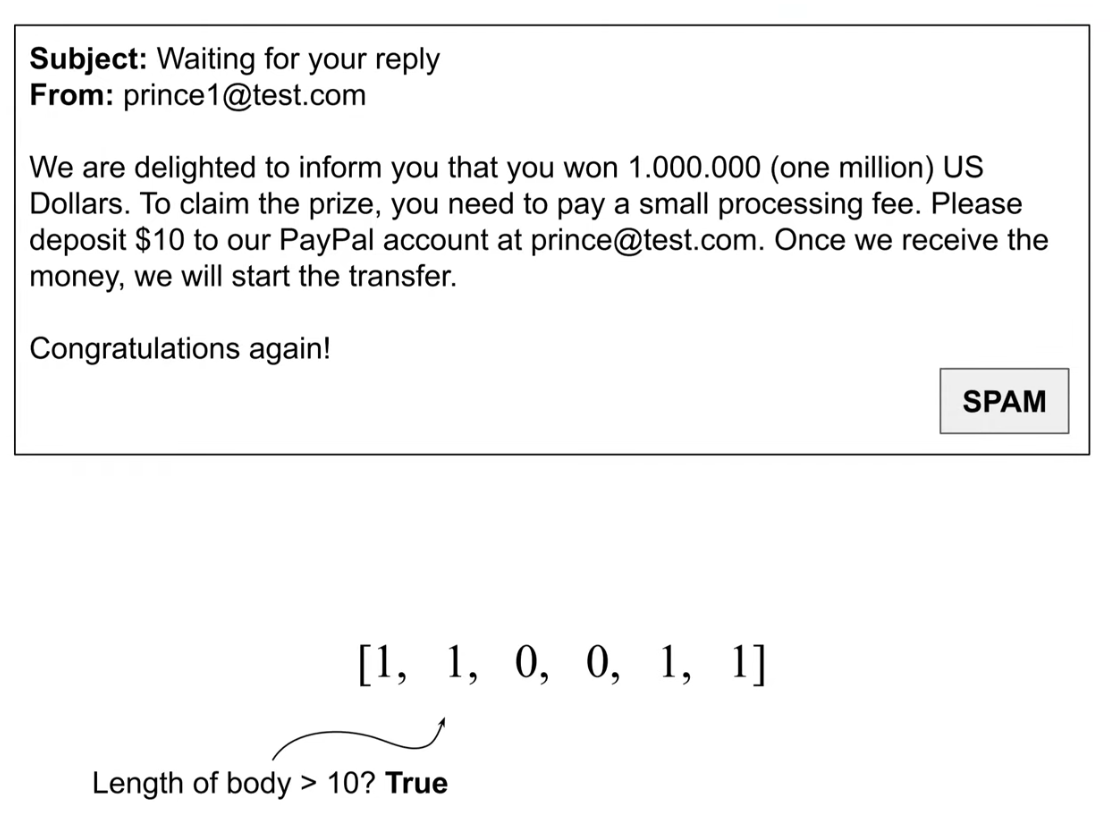 Subject: Waiting for your reply
From: prince1@test.com
We are delighted to inform you that you won 1.000.000 (one million) US
Dollars. To claim the prize, you need to pay a small processing fee. Please
deposit $10 to our PayPal account at prince@test.com. Once we receive the
money, we will start the transfer.
Congratulations again!
SPAM
[1, 1, 0, 0, 1, 1]
Length of body > 10? True